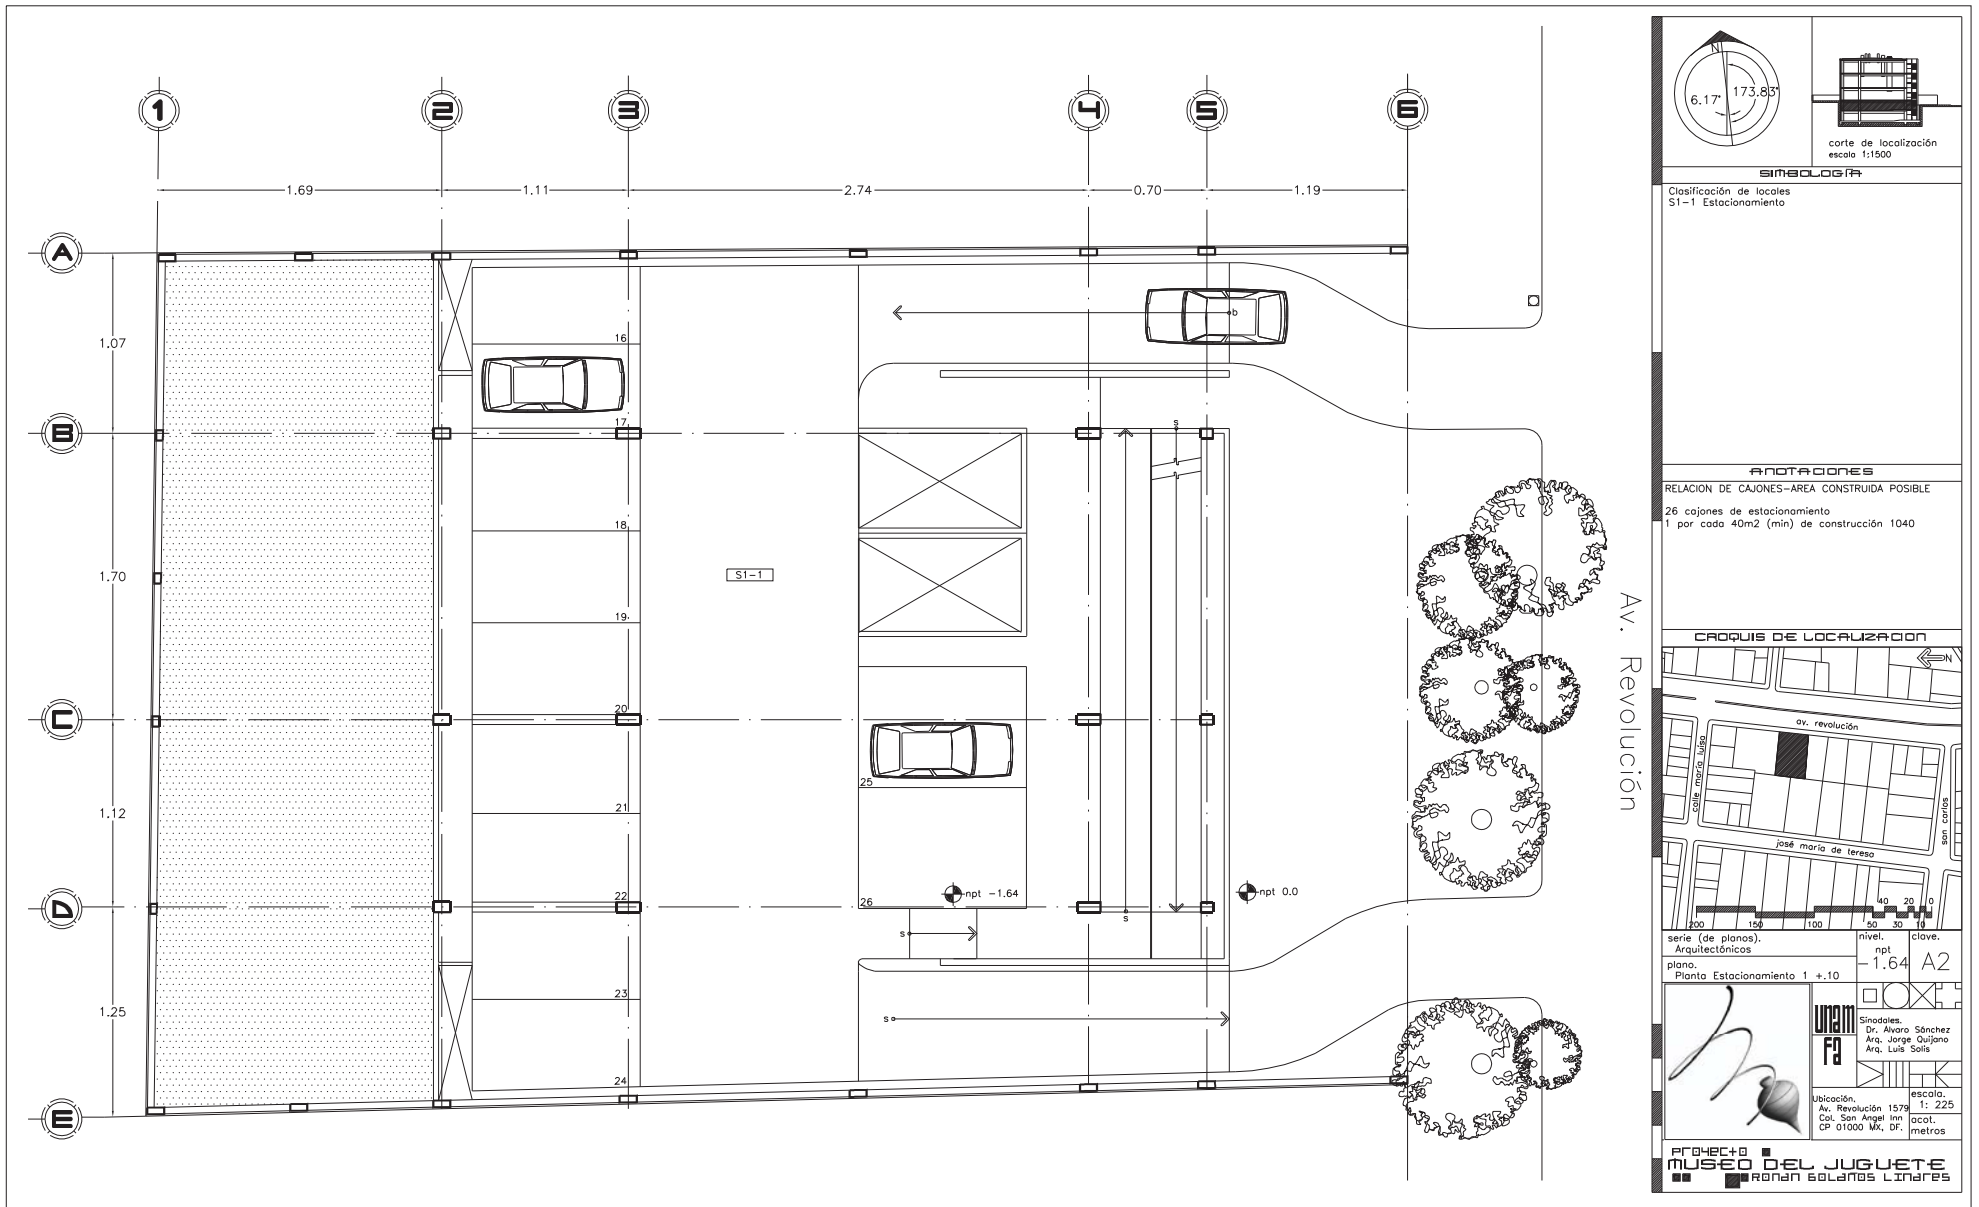 1
2
3
4
5
6
1.69
1.11
2.74
0.70
1.19
A
B
C
D
E
1.07
1.70
1.12
1.25
b
16
17
18
19
20
21
22
23
24
25
26
S1-1
s
s
s
s
npt -1.64
npt 0.0
Av. Revolución
N
6.17°
173.83°
corte de localización
escala 1:1500
SIMBOLOGÍA
Clasificación de locales
S1-1 Estacionamiento
ANOTACIONES
RELACION DE CAJONES-AREA CONSTRUIDA POSIBLE
26 cajones de estacionamiento
1 por cada 40m2 (min) de construcción 1040
CROQUIS DE LOCALIZACION
N
av. revolución
calle maría luisa
san carlos
josé maría de teresa
40 20 0
200 150 100 50 30 10
serie (de planos).
Arquitectónicos
nivel.
npt
-1.64
clave.
A2
plano.
Planta Estacionamiento 1 +.10
unam
fa
Sinodales.
Dr. Alvaro Sánchez
Arq. Jorge Quijano
Arq. Luis Solís
Ubicación.
Av. Revolución 1579
Col. San Angel Inn
CP 01000 MX, DF.
escala.
1: 225
acot.
metros
PROYECTO
MUSEO DEL JUGUETE
RONAN BOLAÑOS LINARES